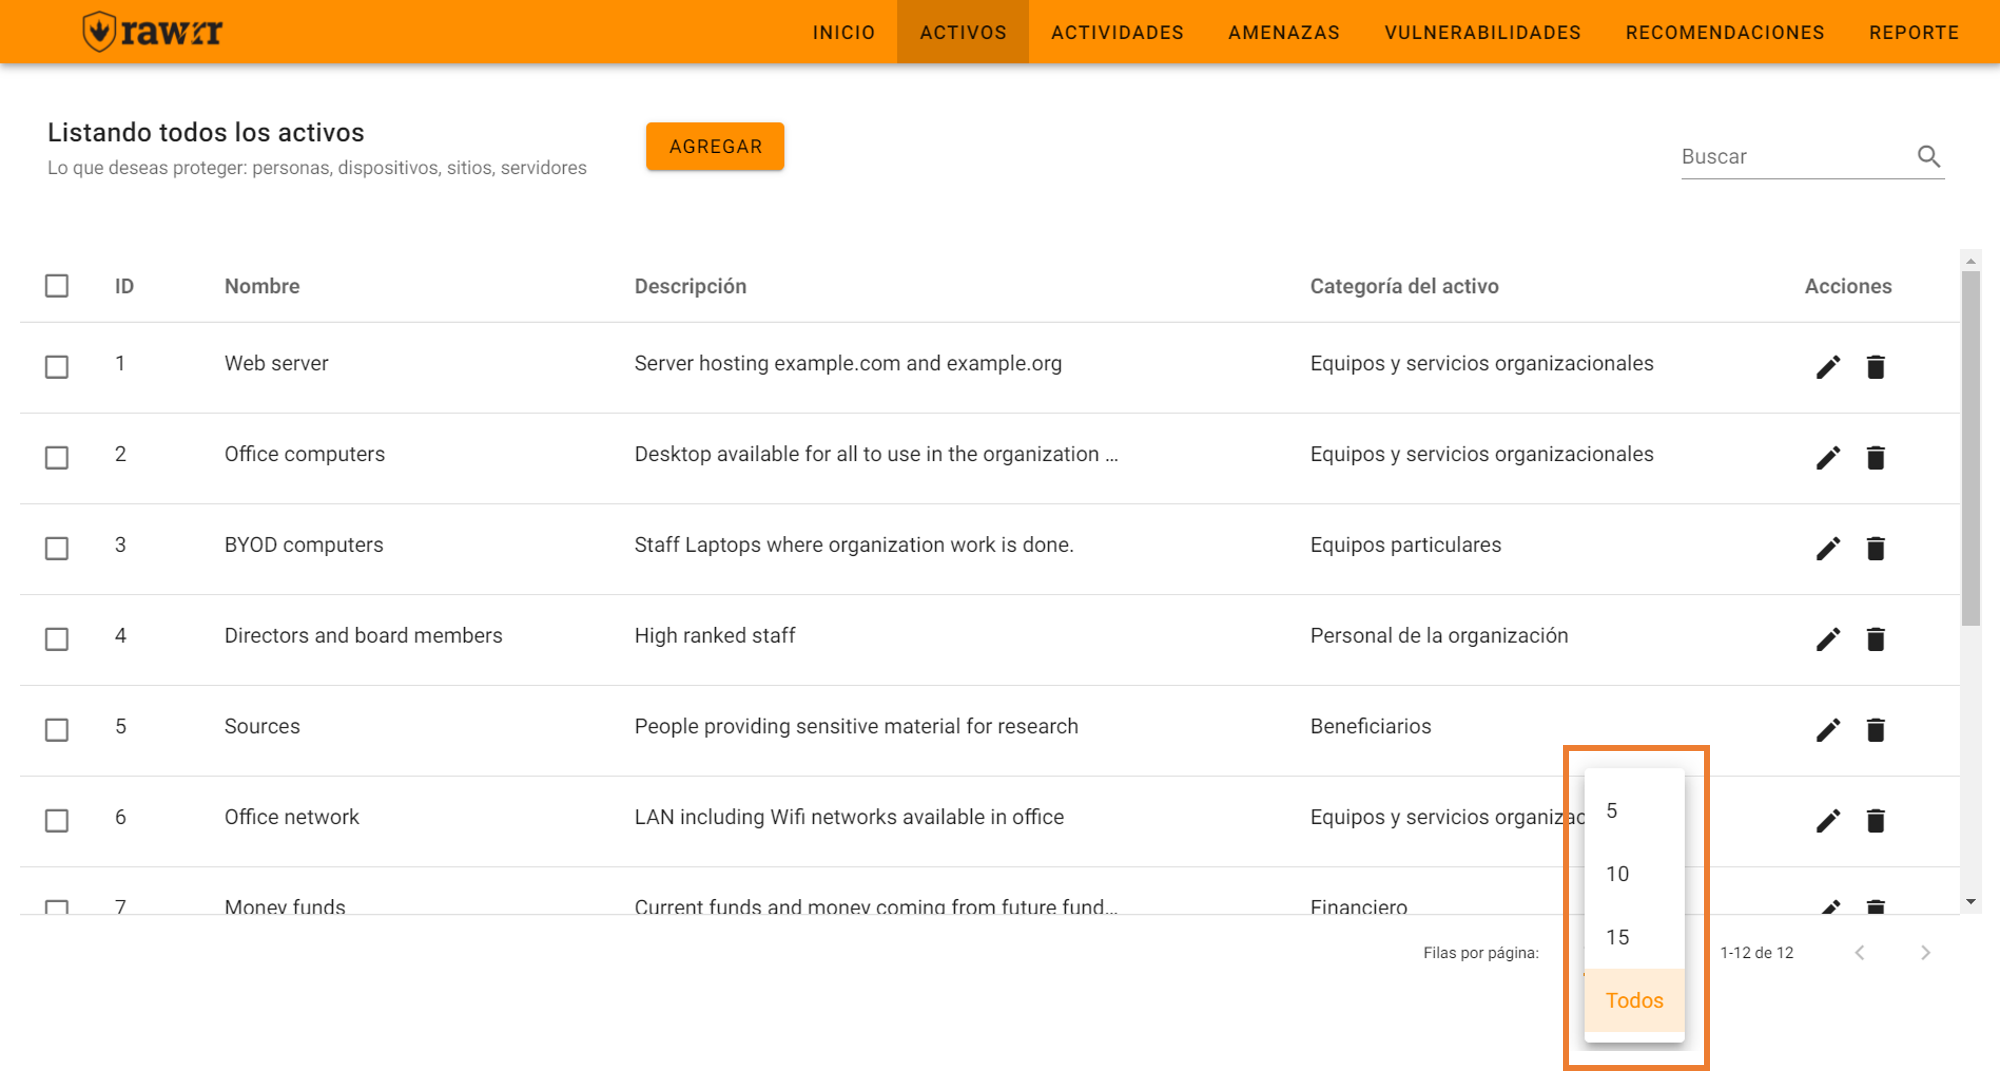 rawrr
INICIO ACTIVOS ACTIVIDADES AMENAZAS VULNERABILIDADES RECOMENDACIONES REPORTE
Listando todos los activos
Lo que deseas proteger: personas, dispositivos, sitios, servidores
AGREGAR
Buscar
ID Nombre Descripción Categoría del activo Acciones
1 Web server Server hosting example.com and example.org Equipos y servicios organizacionales
2 Office computers Desktop available for all to use in the organization ... Equipos y servicios organizacionales
3 BYOD computers Staff Laptops where organization work is done. Equipos particulares
4 Directors and board members High ranked staff Personal de la organización
5 Sources People providing sensitive material for research Beneficiarios
6 Office network LAN including Wifi networks available in office Equipos y servicios organizac
7 Money funds Current funds and money coming from future fund... Financiero
5
10
15
Todos
Filas por página: 1-12 de 12